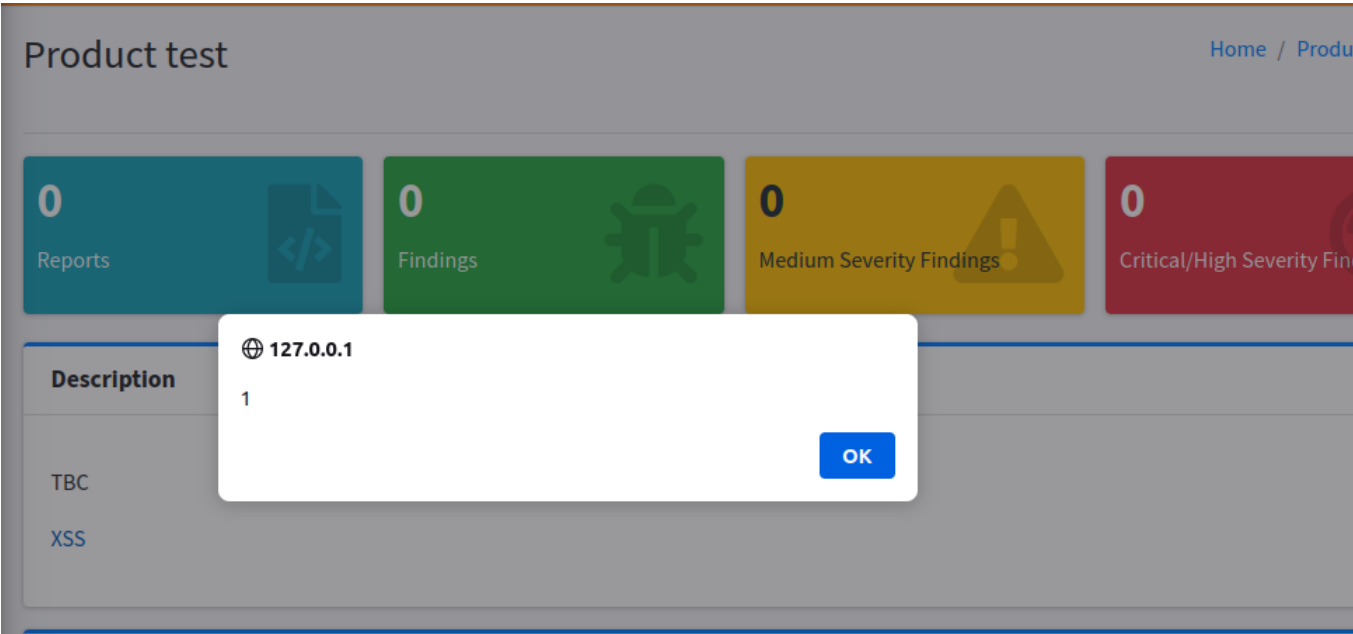 Product test
Home / Produ
0
Reports
0
Findings
0
Medium Severity Findings
0
Critical/High Severity Fin
127.0.0.1
1
OK
Description
TBC
XSS